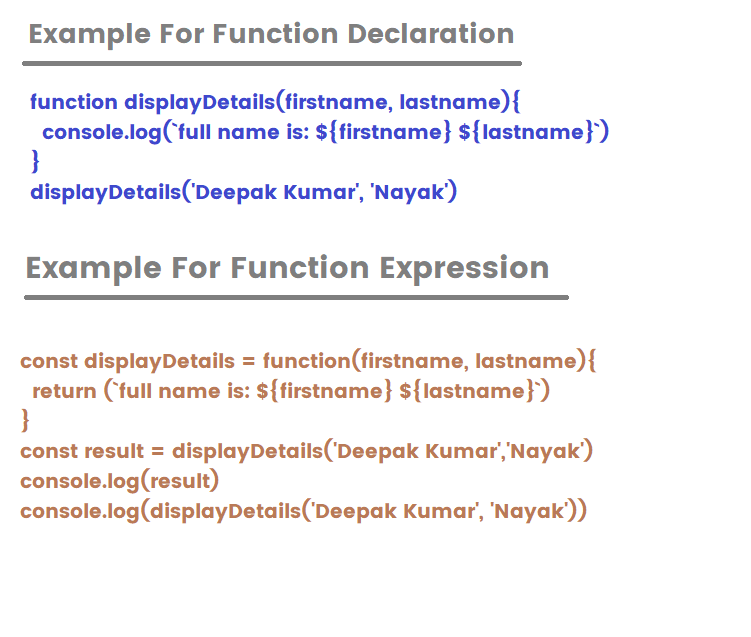 Example For Function Declaration
function displayDetails(firstname, lastname){
console.log(`full name is: ${firstname} ${lastname}`)
}
displayDetails('Deepak Kumar', 'Nayak')
Example For Function Expression
const displayDetails = function(firstname, lastname){
return (`full name is: ${firstname} ${lastname}`)
}
const result = displayDetails('Deepak Kumar','Nayak')
console.log(result)
console.log(displayDetails('Deepak Kumar', 'Nayak'))